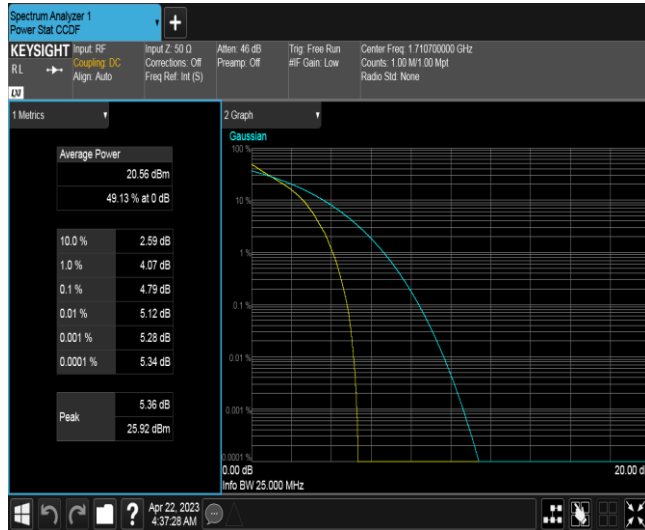 Spectrum Analyzer 1
Power Stat CCDF
+
KEYSIGHT
RL
LXI
Input: RF
Coupling: DC
Align: Auto
Input Z: 50 Ω
Corrections: Off
Freq Ref: Int (S)
Atten: 46 dB
Preamp: Off
Trig: Free Run
#IF Gain: Low
Center Freq: 1.710700000 GHz
Counts: 1.00 M/1.00 Mpt
Radio Std: None
1 Metrics
Average Power
20.56 dBm
49.13 % at 0 dB
10.0 % 2.59 dB
1.0 % 4.07 dB
0.1 % 4.79 dB
0.01 % 5.12 dB
0.001 % 5.28 dB
0.0001 % 5.34 dB
Peak
5.36 dB
25.92 dBm
2 Graph
Gaussian
100 %
10 %
1 %
0.1 %
0.01 %
0.001 %
0.0001 %
0.00 dB
20.00 d
Info BW 25.000 MHz
?
Apr 22, 2023
4:37:28 AM